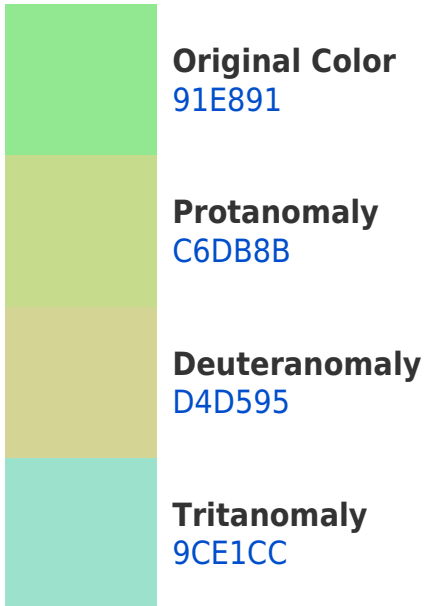 Original Color
91E891
Protanomaly
C6DB8B
Deuteranomaly
D4D595
Tritanomaly
9CE1CC